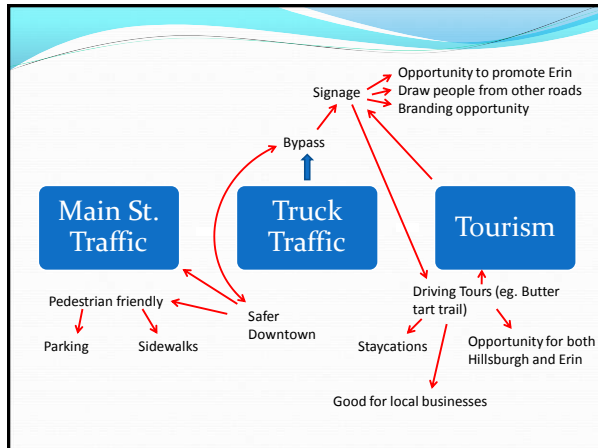 Opportunity to promote Erin
Draw people from other roads
Branding opportunity
Signage
Bypass
Main St.
Traffic
Truck
Traffic
Tourism
Pedestrian friendly
Parking
Sidewalks
Safer
Downtown
Driving Tours (eg. Butter
tart trail)
Staycations
Opportunity for both
Hillsburgh and Erin
Good for local businesses